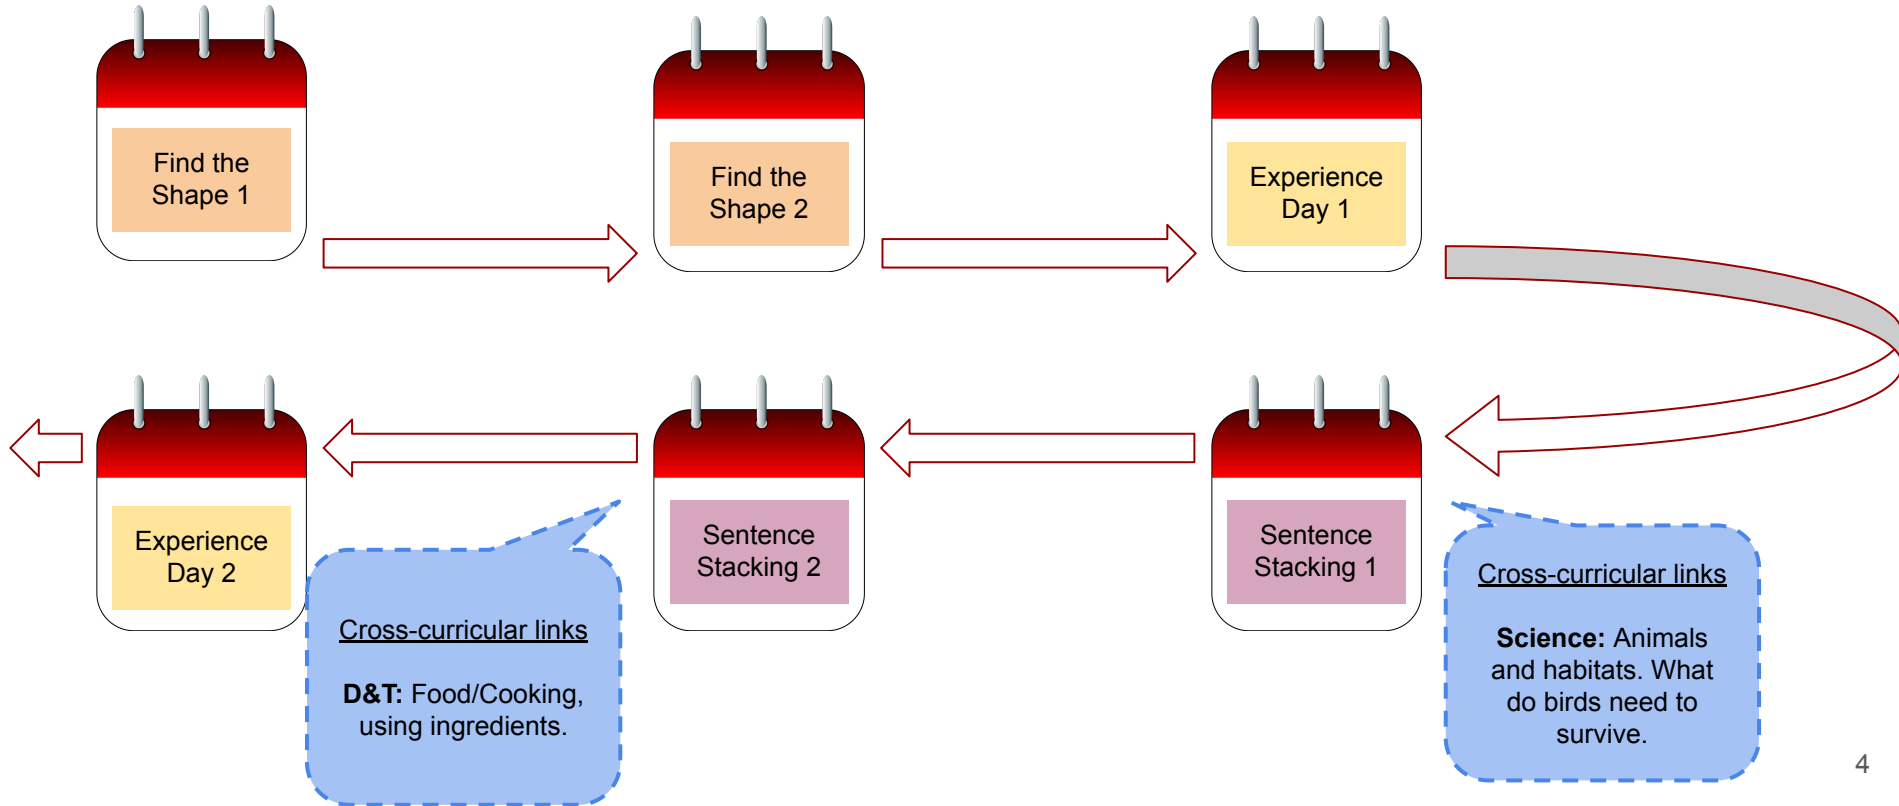 Find the
Shape 1
Find the
Shape 2
Experience
Day 1
Experience
Day 2
Cross-curricular links
D&T: Food/Cooking,
using ingredients.
Sentence
Stacking 2
Sentence
Stacking 1
Cross-curricular links
Science: Animals
and habitats. What
do birds need to
survive.
4